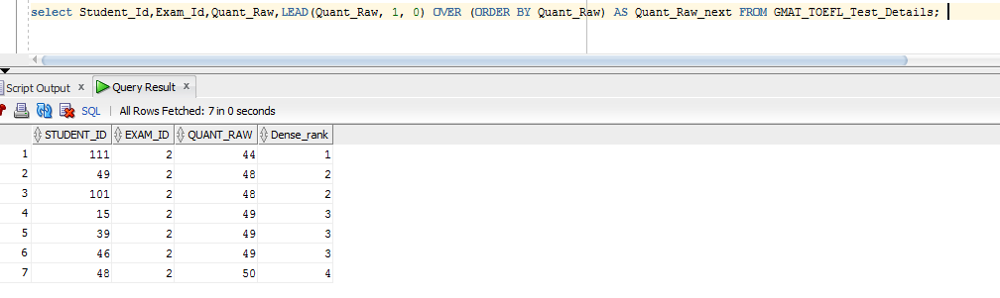 select Student_Id,Exam_Id,Quant_Raw,LEAD(Quant_Raw, 1, 0) OVER (ORDER BY Quant_Raw) AS Quant_Raw_next FROM GMAT_TOEFL_Test_Details;
Script Output x Query Result x
SQL | All Rows Fetched: 7 in 0 seconds
STUDENT_ID EXAM_ID QUANT_RAW Dense_rank
1 111 2 44 1
2 49 2 48 2
3 101 2 48 2
4 15 2 49 3
5 39 2 49 3
6 46 2 49 3
7 48 2 50 4